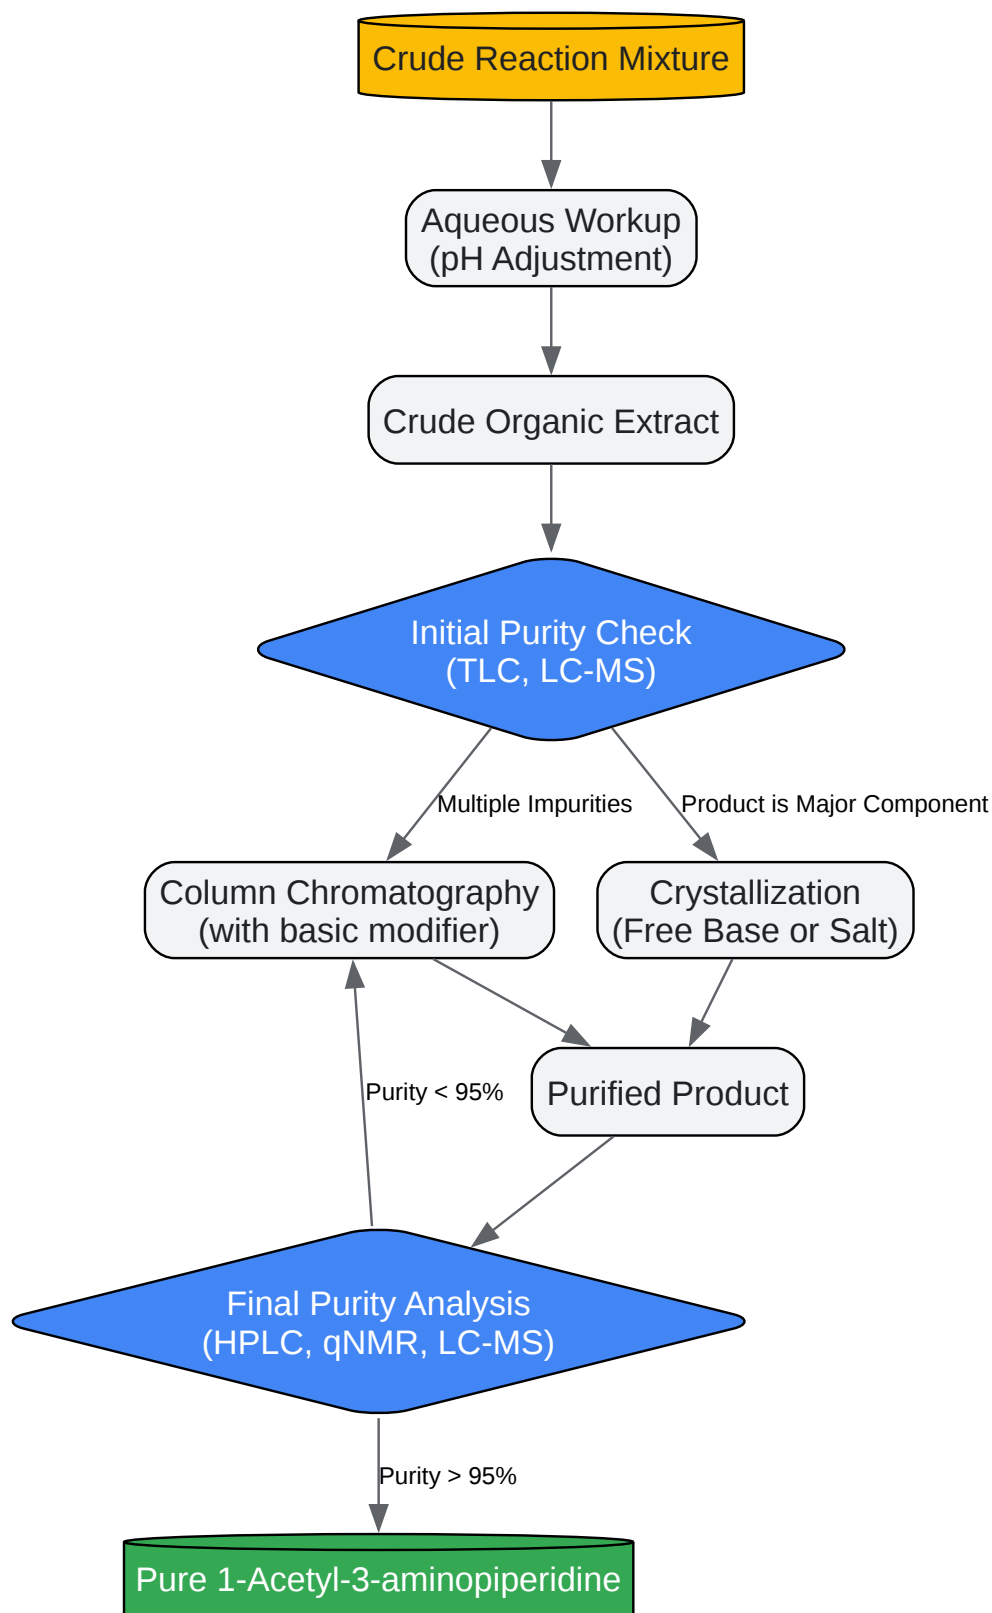 Crude Reaction Mixture
Aqueous Workup
(pH Adjustment)
Crude Organic Extract
Initial Purity Check
(TLC, LC-MS)
Multiple Impurities
Product is Major Component
Column Chromatography
(with basic modifier)
Crystallization
(Free Base or Salt)
Purified Product
Purity < 95%
Final Purity Analysis
(HPLC, qNMR, LC-MS)
Purity > 95%
Pure 1-Acetyl-3-aminopiperidine